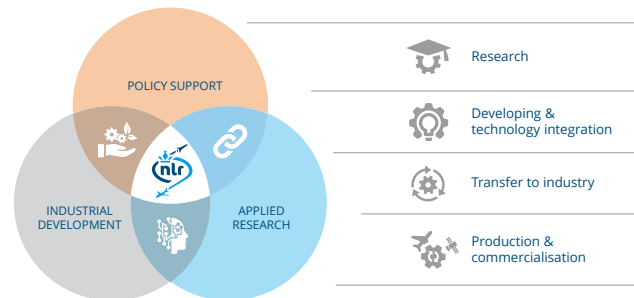 POLICY SUPPORT
nlr
INDUSTRIAL
DEVELOPMENT
APPLIED
RESEARCH
Research
Developing &
technology integration
Transfer to industry
Production &
commercialisation